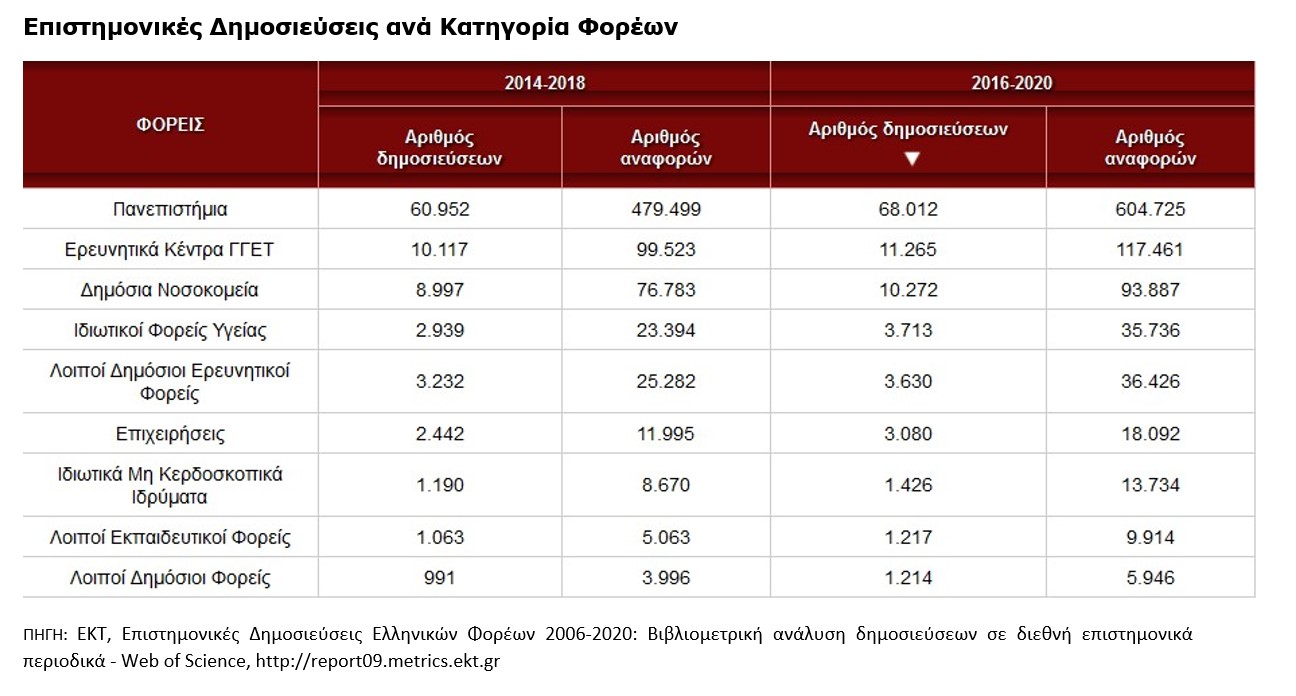 Επιστημονικές Δημοσιεύσεις ανά Κατηγορία Φορέων
ΦΟΡΕΙΣ
2014-2018
2016-2020
Αριθμός
δημοσιεύσεων
Αριθμός
αναφορών
Αριθμός δημοσιεύσεων
▼
Αριθμός
αναφορών
Πανεπιστήμια 60.952 479.499 68.012 604.725
Ερευνητικά Κέντρα ΓΓΕΤ 10.117 99.523 11.265 117.461
Δημόσια Νοσοκομεία 8.997 76.783 10.272 93.887
Ιδιωτικοί Φορείς Υγείας 2.939 23.394 3.713 35.736
Λοιποί Δημόσιοι Ερευνητικοί
Φορείς 3.232 25.282 3.630 36.426
Επιχειρήσεις 2.442 11.995 3.080 18.092
Ιδιωτικά Μη Κερδοσκοπικά
Ιδρύματα 1.190 8.670 1.426 13.734
Λοιποί Εκπαιδευτικοί Φορείς 1.063 5.063 1.217 9.914
Λοιποί Δημόσιοι Φορείς 991 3.996 1.214 5.946
ΠΗΓΗ: ΕΚΤ, Επιστημονικές Δημοσιεύσεις Ελληνικών Φορέων 2006-2020: Βιβλιομετρική ανάλυση δημοσιεύσεων σε διεθνή επιστημονικά
περιοδικά - Web of Science, http://report09.metrics.ekt.gr